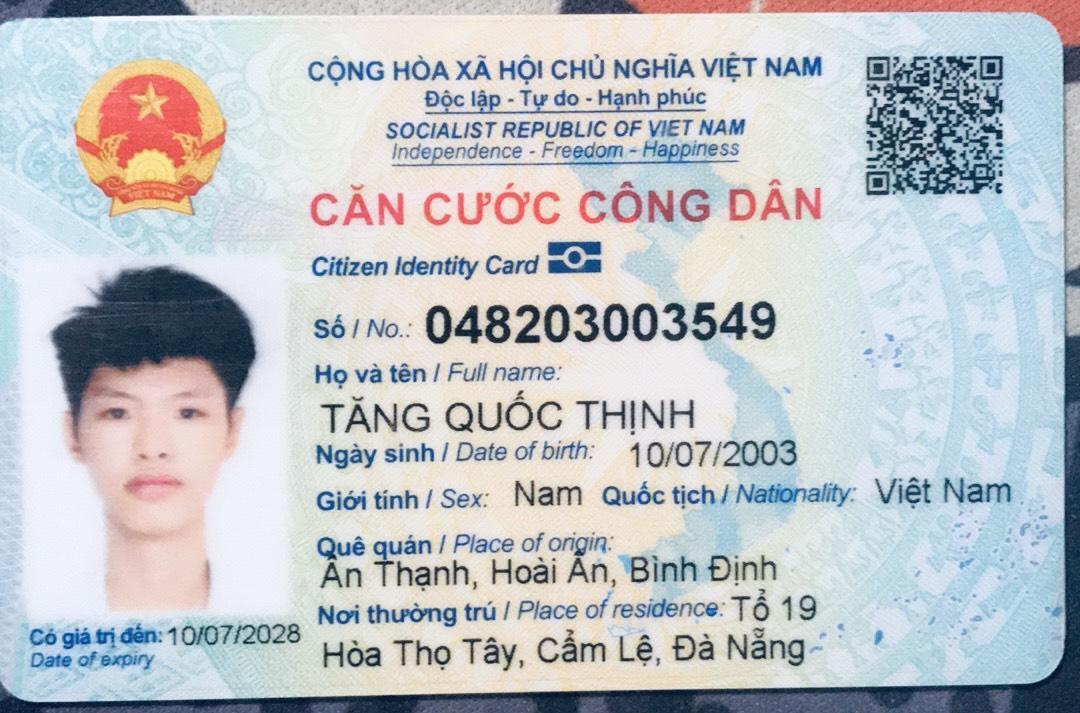 CỘNG HÒA XÃ HỘI CHỦ NGHĨA VIỆT NAM
Độc lập - Tự do - Hạnh phúc
SOCIALIST REPUBLIC OF VIET NAM
Independence - Freedom - Happiness
CĂN CƯỚC CÔNG DÂN
Citizen Identity Card
Số / No.: 048203003549
Họ và tên / Full name:
TĂNG QUỐC THỊNH
Ngày sinh / Date of birth: 10/07/2003
Giới tính / Sex: Nam Quốc tịch / Nationality: Việt Nam
Quê quán / Place of origin:
Ân Thạnh, Hoài Ân, Bình Định
Nơi thường trú / Place of residence: Tổ 19
Hòa Thọ Tây, Cẩm Lệ, Đà Nẵng
Có giá trị đến: 10/07/2028
Date of expiry
VIỆT NAM